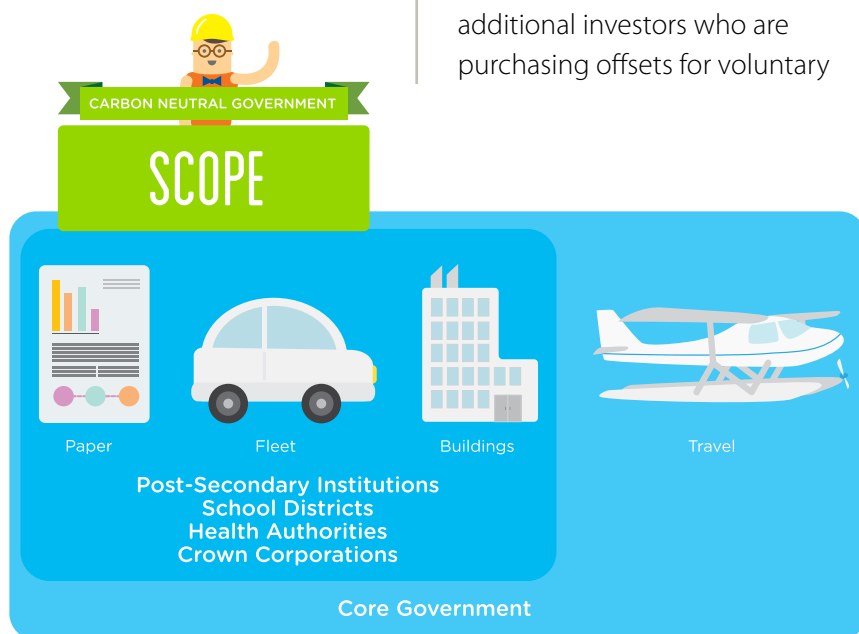 additional investors who are
purchasing offsets for voluntary
CARBON NEUTRAL GOVERNMENT
SCOPE
Paper
Fleet
Buildings
Travel
Post-Secondary Institutions
School Districts
Health Authorities
Crown Corporations
Core Government